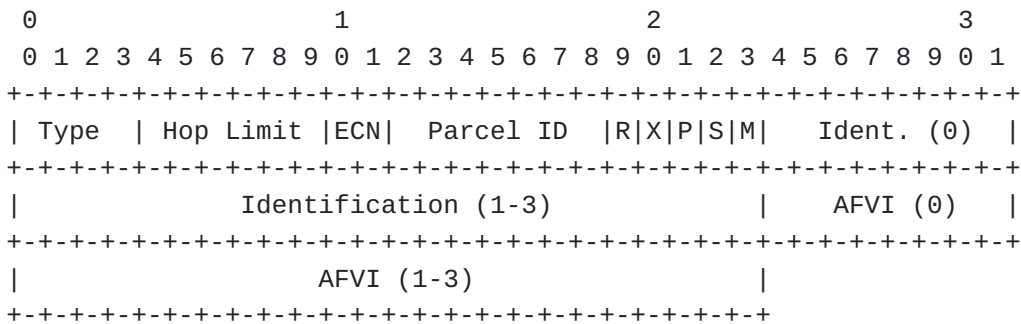 0                   1                   2                   3
 0 1 2 3 4 5 6 7 8 9 0 1 2 3 4 5 6 7 8 9 0 1 2 3 4 5 6 7 8 9 0 1
+-+-+-+-+-+-+-+-+-+-+-+-+-+-+-+-+-+-+-+-+-+-+-+-+-+-+-+-+-+-+-+-+
| Type  | Hop Limit |ECN|  Parcel ID  |R|X|P|S|M|   Ident. (0)  |
+-+-+-+-+-+-+-+-+-+-+-+-+-+-+-+-+-+-+-+-+-+-+-+-+-+-+-+-+-+-+-+-+
|              Identification (1-3)             |    AFVI (0)   |
+-+-+-+-+-+-+-+-+-+-+-+-+-+-+-+-+-+-+-+-+-+-+-+-+-+-+-+-+-+-+-+-+
|                   AFVI (1-3)                  |
+-+-+-+-+-+-+-+-+-+-+-+-+-+-+-+-+-+-+-+-+-+-+-+-+